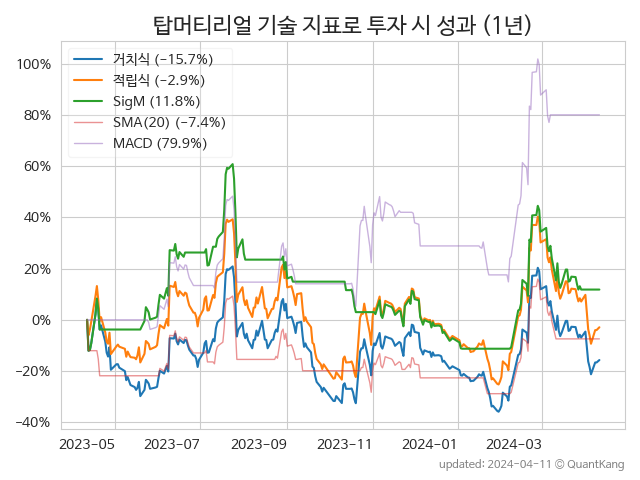 탑머티리얼 기술 지표로 투자 시 성과 (1년)
거치식 (−15.7%)
적립식 (−2.9%)
SigM (11.8%)
SMA(20) (−7.4%)
MACD (79.9%)
100%
80%
60%
40%
20%
0%
−20%
−40%
2023-05 2023-07 2023-09 2023-11 2024-01 2024-03
updated: 2024-04-11 © QuantKang